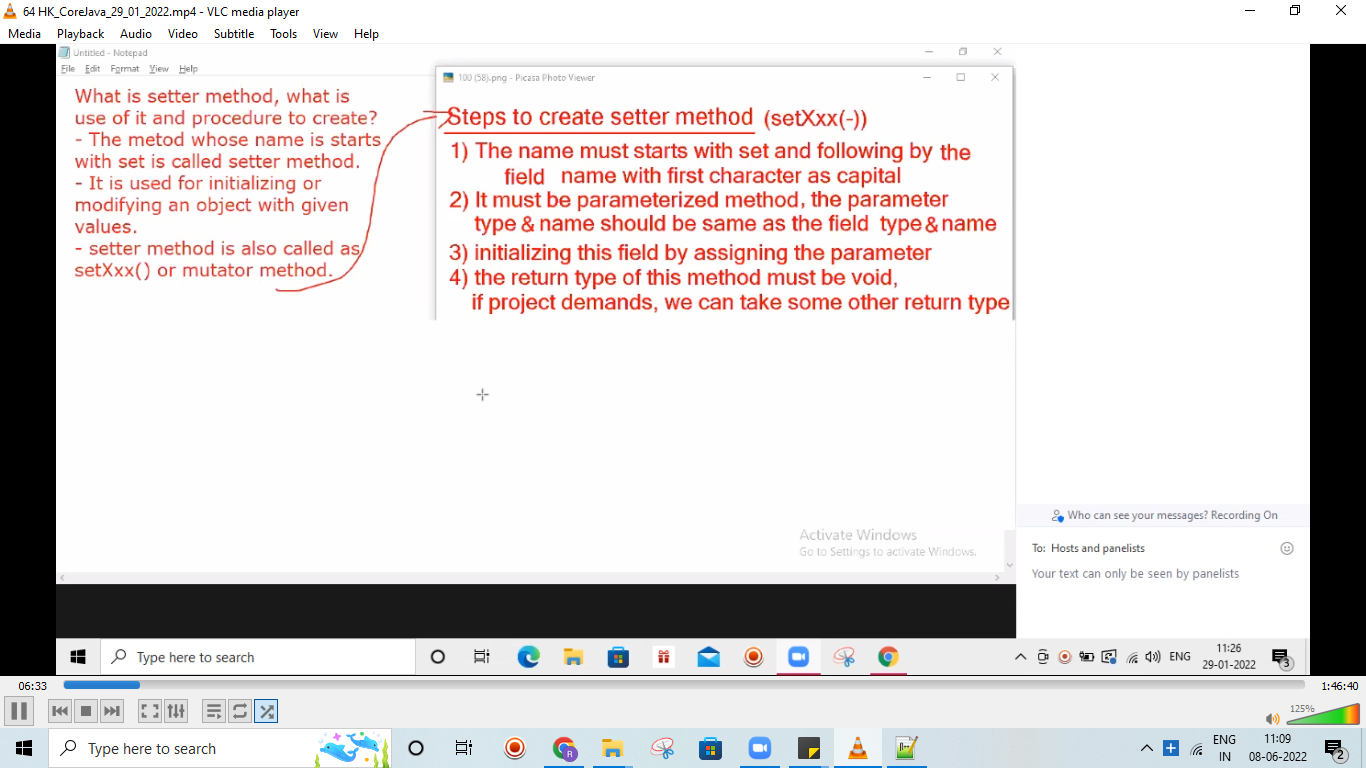 64 HK_CoreJava_29_01_2022.mp4 - VLC media player
Media Playback Audio Video Subtitle Tools View Help
Untitled - Notepad
File Edit Format View Help
What is setter method, what is
use of it and procedure to create?
- The metod whose name is starts
with set is called setter method.
- It is used for initializing or
modifying an object with given
values.
- setter method is also called as
setXxx() or mutator method.
100 (58).png - Picasa Photo Viewer
Steps to create setter method (setXxx(-))
1) The name must starts with set and following by the
field name with first character as capital
2) It must be parameterized method, the parameter
type & name should be same as the field type & name
3) initializing this field by assigning the parameter
4) the return type of this method must be void,
if project demands, we can take some other return type
Activate Windows
Go to Settings to activate Windows.
Who can see your messages? Recording On
To: Hosts and panelists
Your text can only be seen by panelists
Type here to search
ENG
11:26
29-01-2022
3
06:33
1:46:40
125%
Type here to search
R
ENG
IN
11:09
08-06-2022
2